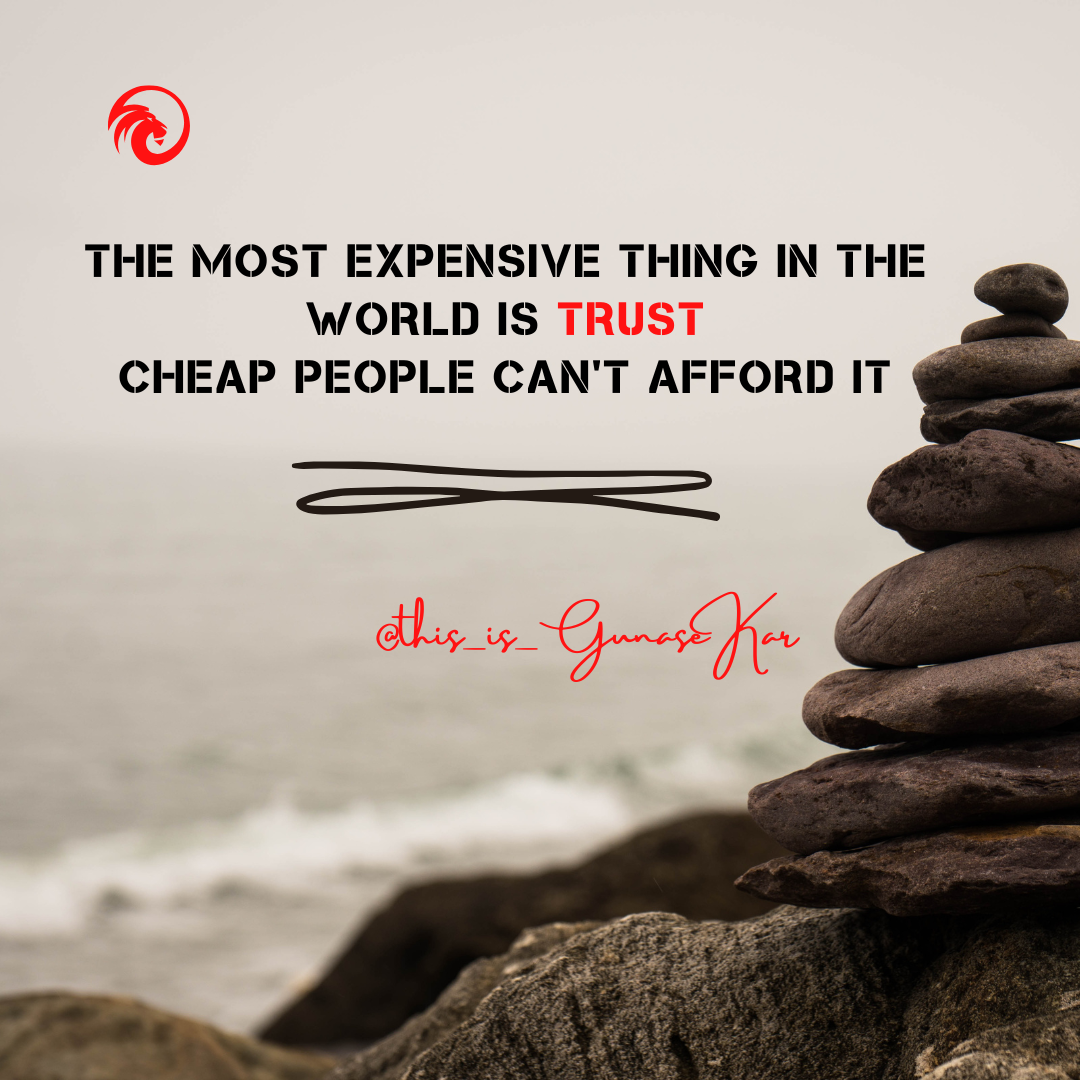 THE MOST EXPENSIVE THING IN THE
WORLD IS TRUST
CHEAP PEOPLE CAN'T AFFORD IT
@this_is_GunaseKar